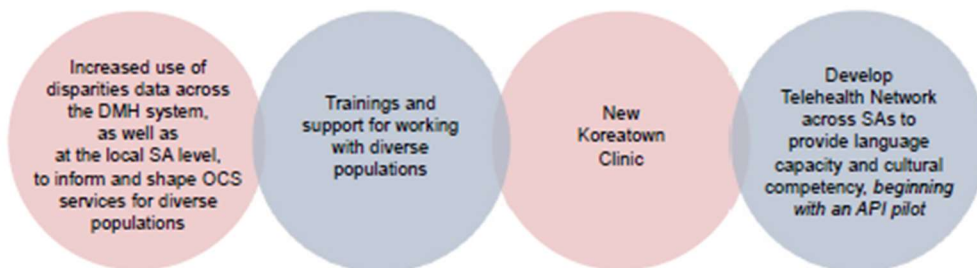 Increased use of
disparities data across
the DMH system,
as well as
at the local SA level,
to inform and shape OCS
services for diverse
populations
Trainings and
support for working
with diverse
populations
New
Koreatown
Clinic
Develop
Telehealth Network
across SAs to
provide language
capacity and cultural
competency, beginning
with an API pilot